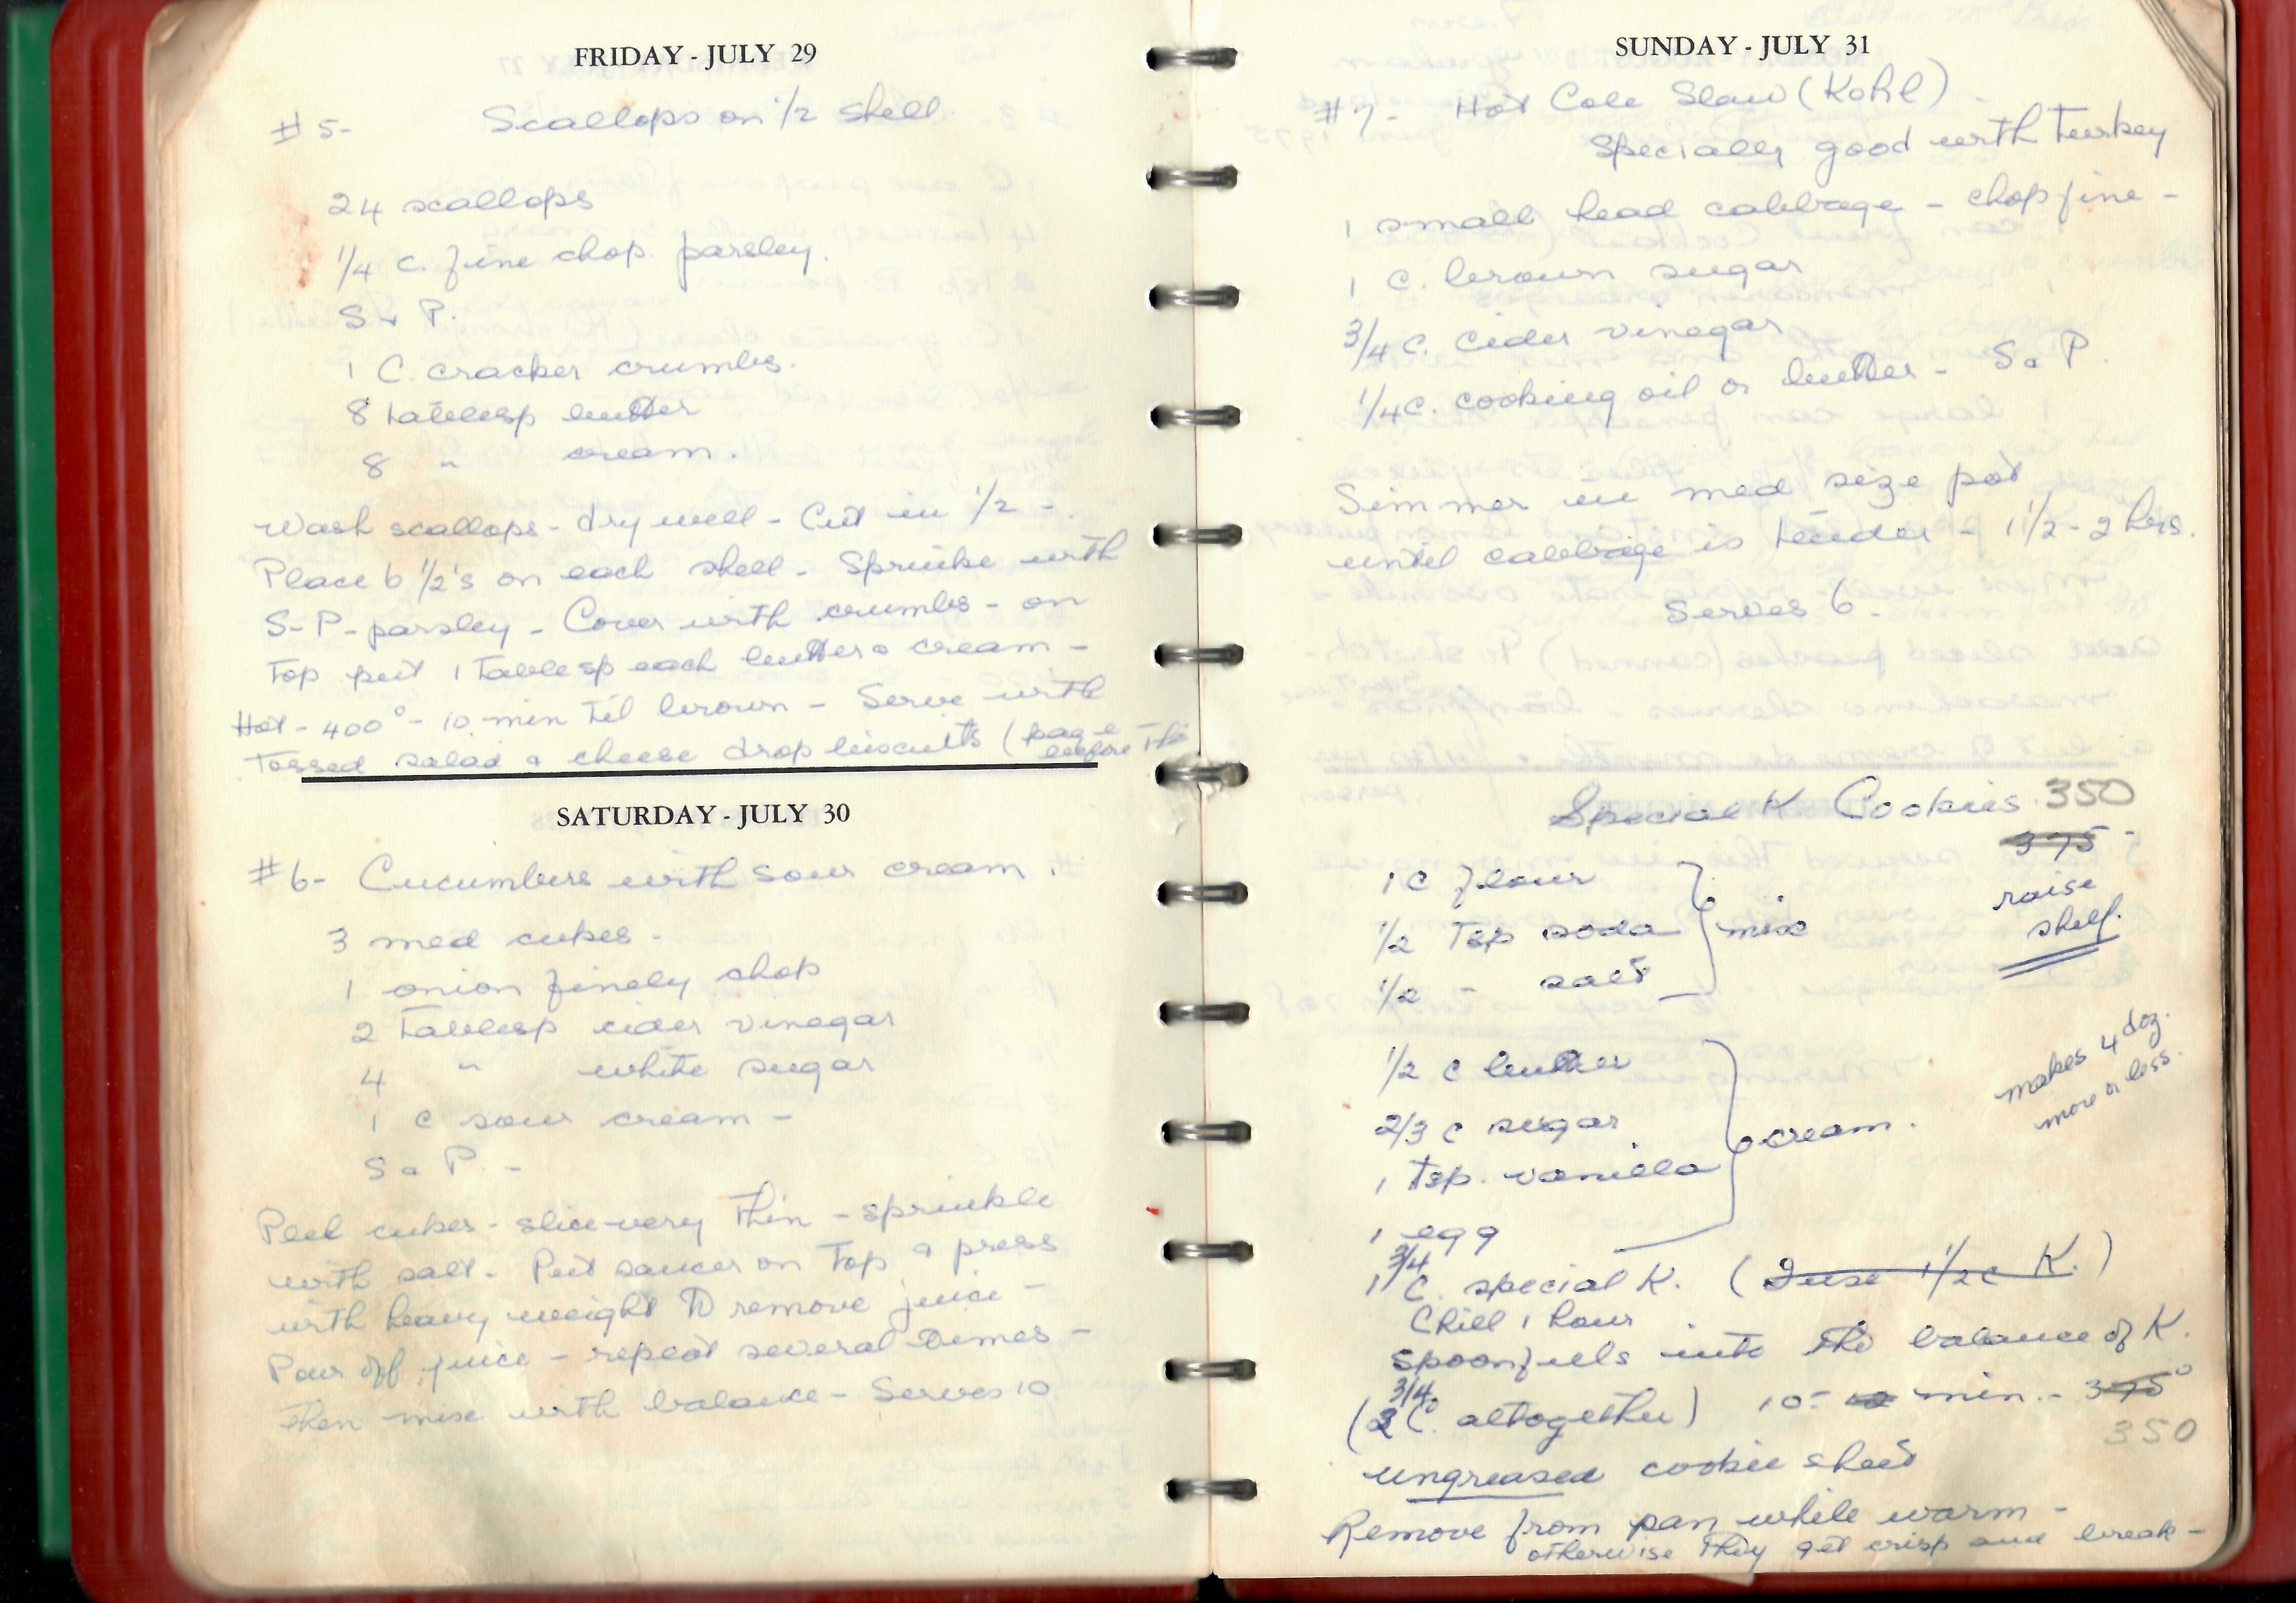 FRIDAY - JULY 29
#5- Scallops on 1/2 shell.
24 scallops
1/4 c. fine chop. parsley.
S & P.
1 C. cracker crumbs.
8 tablesp butter
8 " cream.
Wash scallops - dry well - Cut in 1/2 -.
Place 6 1/2's on each shell - Sprinke with
S - P - parsley - Cover with crumbs - on
top put 1 tablesp each butter & cream -
Hot - 400° - 10 min til brown - Serve with
tossed salad & cheese drop biscuits (page
before this
SATURDAY - JULY 30
#6- Cucumbers with sour cream.
3 med cukes -
1 onion finely chop
2 tablesp cider vinegar
4 " white sugar
1 c sour cream -
S & P. -
Peel cukes - slice very thin - sprinkle
with salt - Put saucer on top & press
with heavy weight to remove juice -
Pour off juice - repeat several times -
then mix with balance - Serves 10
SUNDAY - JULY 31
#7- Hot Cole Slaw (Kohl)
Specially good with turkey
1 small head cabbage - chop fine -
1 C. brown sugar
3/4 C. cider vinegar
1/4 C. cooking oil or butter - S & P.
Simmer in med size pot
until cabbage is tender - 1 1/2 - 2 hrs.
Serves 6 -
Special K Cookies 350
375 -
raise
shelf.
1 C flour
1/2 Tsp soda mix
1/2 " salt
1/2 c butter
2/3 c sugar
1 tsp. vanilla cream.
1 egg
makes 4 doz.
more or less.
1 3/4 C. special K. (I use 1/2 c K.)
Chill 1 hour
spoonfuls into the balance of K.
(2 3/4 C. altogether) 10 - min. - 375°
350
ungreased cookie sheet
Remove from pan while warm -
otherwise they get crisp and break -